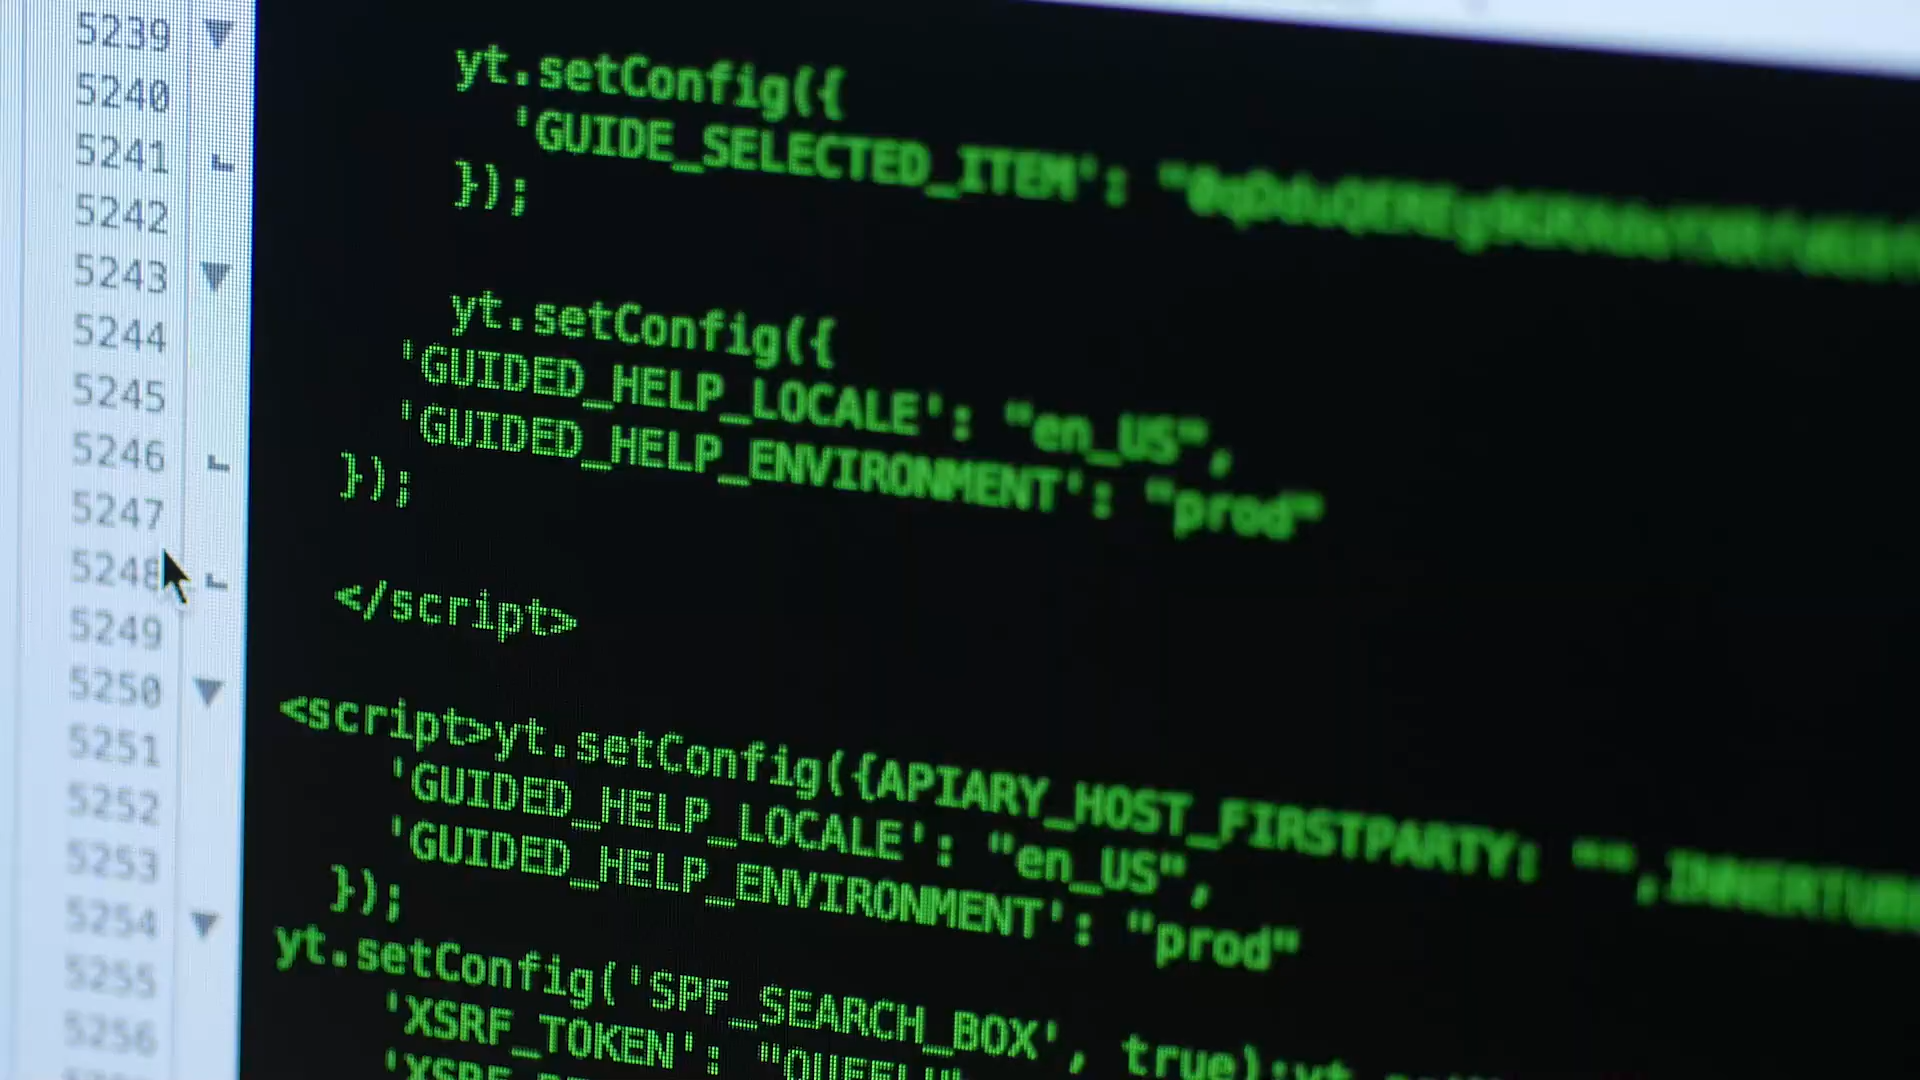 5239
5240
5241
5242
5243
5244
5245
5246
5247
5248
5249
5250
5251
5252
5253
5254
5255
5256
yt.setConfig({
'GUIDE_SELECTED_ITEM':
});
yt.setConfig({
'GUIDED_HELP_LOCALE': "en_US",
'GUIDED_HELP_ENVIRONMENT': "prod"
});
</script>
<script>yt.setConfig({APIARY_HOST_FIRSTPARTY: "",INNERTUBE
'GUIDED_HELP_LOCALE': "en_US",
'GUIDED_HELP_ENVIRONMENT': "prod"
});
yt.setConfig('SPF_SEARCH_BOX', true);yt.
'XSRF_TOKEN':